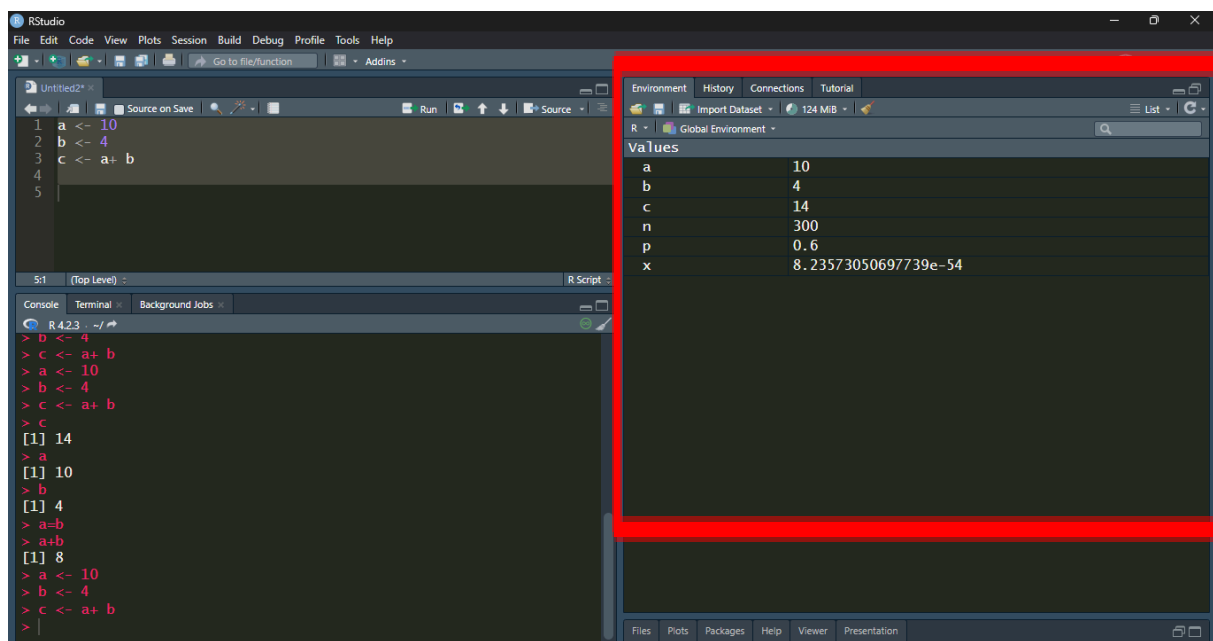 RStudio
File Edit Code View Plots Session Build Debug Profile Tools Help
Go to file/function Addins
Untitled2*
Source on Save Run Source
1 a <- 10
2 b <- 4
3 c <- a+ b
4
5
5:1 (Top Level) R Script
Console Terminal Background Jobs
R 4.2.3 · ~/
> b <- 4
> c <- a+ b
> a <- 10
> b <- 4
> c <- a+ b
> c
[1] 14
> a
[1] 10
> b
[1] 4
> a=b
> a+b
[1] 8
> a <- 10
> b <- 4
> c <- a+ b
>
Environment History Connections Tutorial
Import Dataset 124 MiB List
R Global Environment
Values
a 10
b 4
c 14
n 300
p 0.6
x 8.23573050697739e-54
Files Plots Packages Help Viewer Presentation